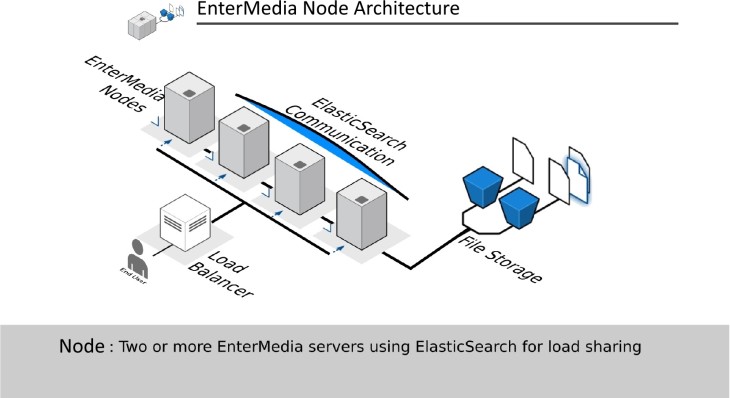 EnterMedia Node Architecture
EnterMedia
Nodes
ElasticSearch
Communication
Load
Balancer
End User
File Storage
Node : Two or more EnterMedia servers using ElasticSearch for load sharing